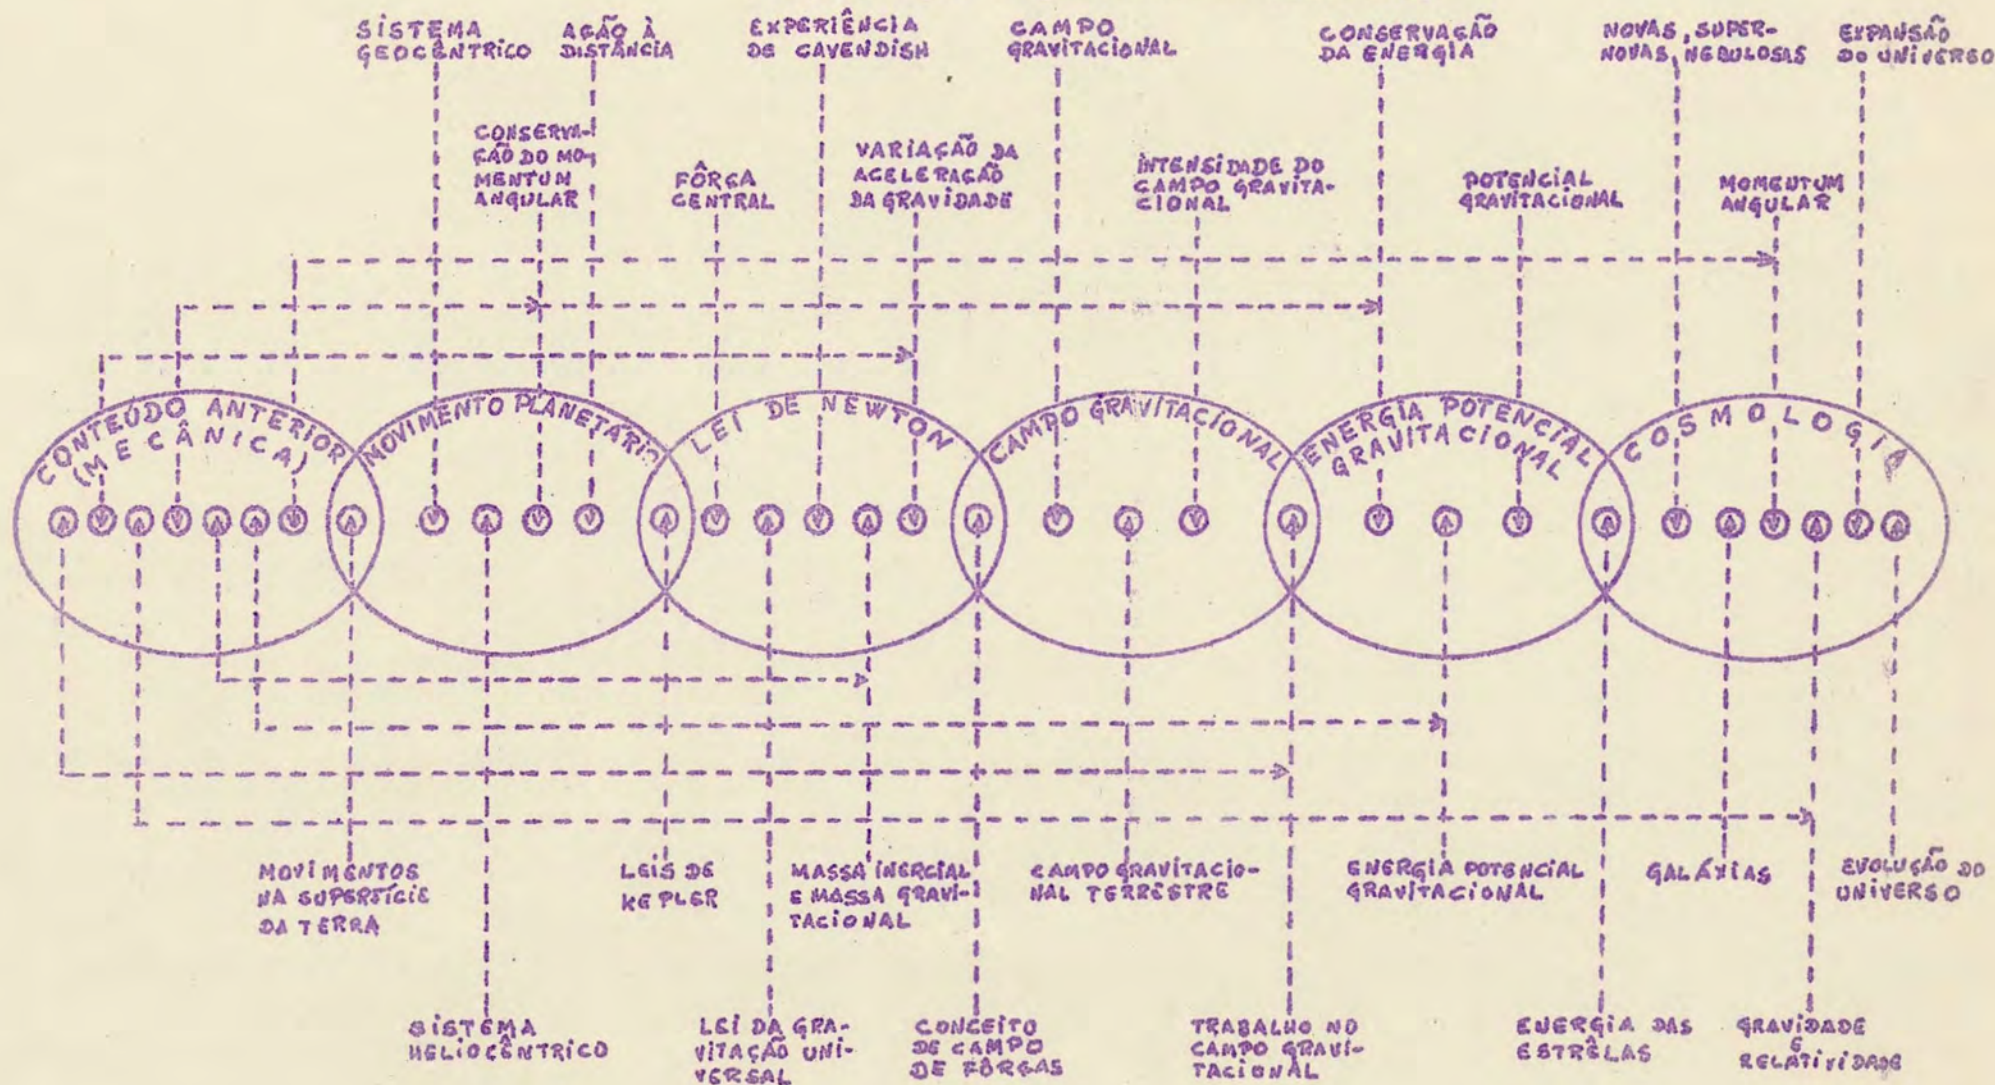 SISTEMA
GEOCÊNTRICO
AÇÃO À
DISTÂNCIA
EXPERIÊNCIA
DE CAVENDISH
CAMPO
GRAVITACIONAL
CONSERVAÇÃO
DA ENERGIA
NOVAS, SUPER-
NOVAS, NEBULOSAS
EXPANSÃO
DO UNIVERSO
CONSERVA-
ÇÃO DO MO-
MENTUM
ANGULAR
FÔRÇA
CENTRAL
VARIAÇÃO DA
ACELERAÇÃO
DA GRAVIDADE
INTENSIDADE DO
CAMPO GRAVITA-
CIONAL
POTENCIAL
GRAVITACIONAL
MOMENTUM
ANGULAR
CONTEÚDO ANTERIOR
(MECÂNICA)
MOVIMENTO PLANETÁRIO
LEI DE NEWTON
CAMPO GRAVITACIONAL
ENERGIA POTENCIAL
GRAVITACIONAL
COSMOLOGIA
MOVIMENTOS
NA SUPERFÍCIE
DA TERRA
LEIS DE
KEPLER
MASSA INERCIAL
E MASSA GRAVI-
TACIONAL
CAMPO GRAVITACIO-
NAL TERRESTRE
ENERGIA POTENCIAL
GRAVITACIONAL
GALÁXIAS
EVOLUÇÃO DO
UNIVERSO
SISTEMA
HELIOCÊNTRICO
LEI DA GRA-
VITAÇÃO UNI-
VERSAL
CONCEITO
DE CAMPO
DE FÔRÇAS
TRABALHO NO
CAMPO GRAVI-
TACIONAL
ENERGIA DAS
ESTRÊLAS
GRAVIDADE
E
RELATIVIDADE